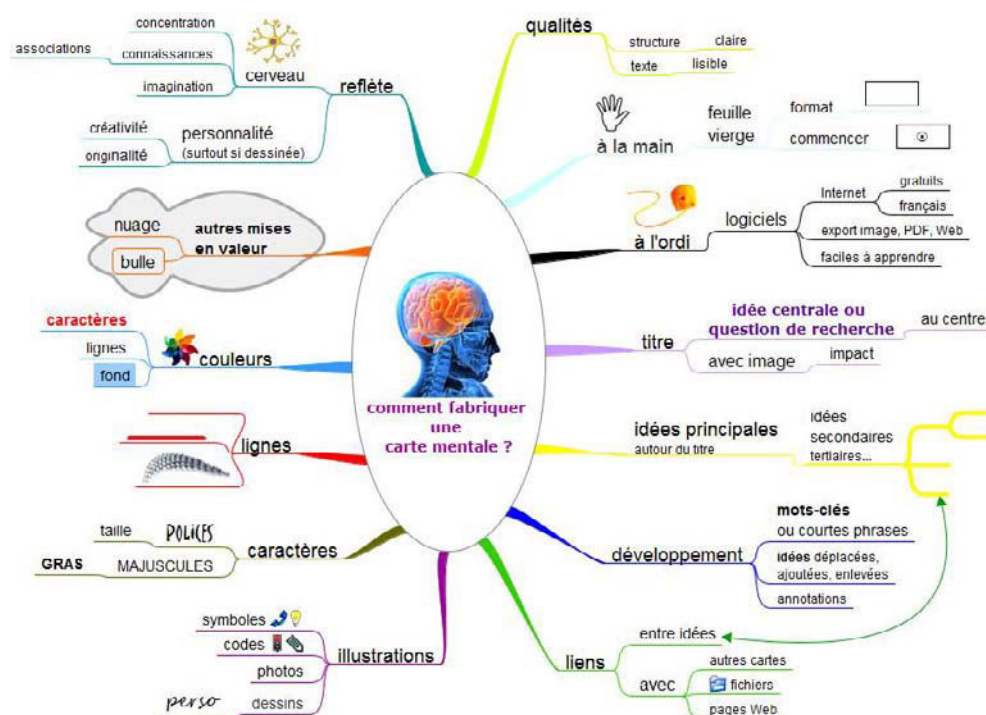 comment fabriquer
une
carte mentale ?
qualités
structure
claire
texte
lisible
à la main
feuille
vierge
format
commencer
à l'ordi
logiciels
Internet
gratuits
français
export image, PDF, Web
faciles à apprendre
titre
idée centrale ou
question de recherche
au centre
avec image
impact
idées principales
autour du titre
idées
secondaires
tertiaires...
développement
mots-clés
ou courtes phrases
idées déplacées,
ajoutées, enlevées
annotations
liens
entre idées
avec
autres cartes
fichiers
pages Web
illustrations
symboles
codes
photos
dessins
perso
caractères
POLICES
taille
MAJUSCULES
GRAS
lignes
couleurs
caractères
lignes
fond
autres mises
en valeur
nuage
bulle
reflète
cerveau
concentration
connaissances
associations
imagination
personnalité
(surtout si dessinée)
créativité
originalité